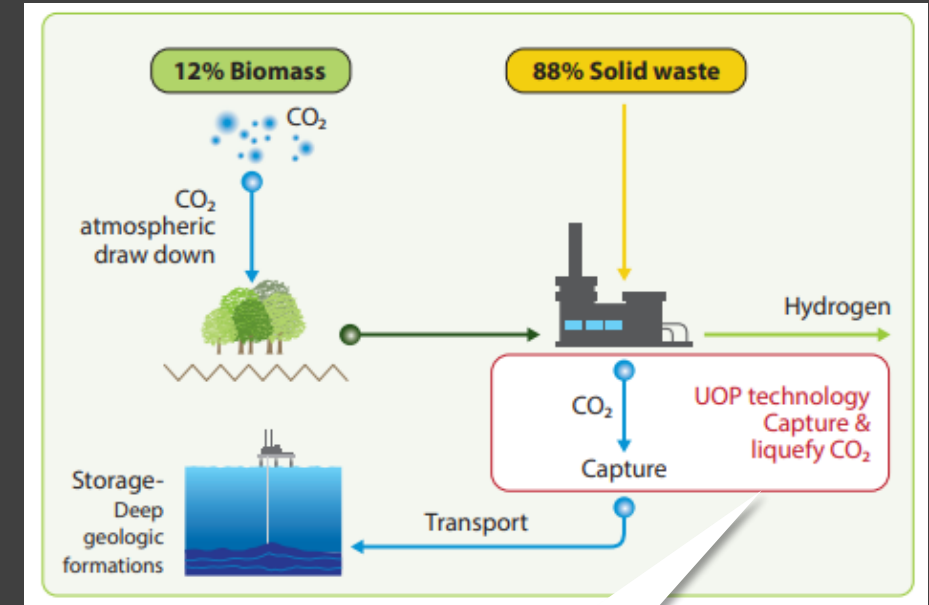 12% Biomass
88% Solid waste
CO₂
CO₂
atmospheric
draw down
Hydrogen
CO₂
UOP technology
Capture &
liquefy CO₂
Capture
Storage-
Deep
geologic
formations
Transport